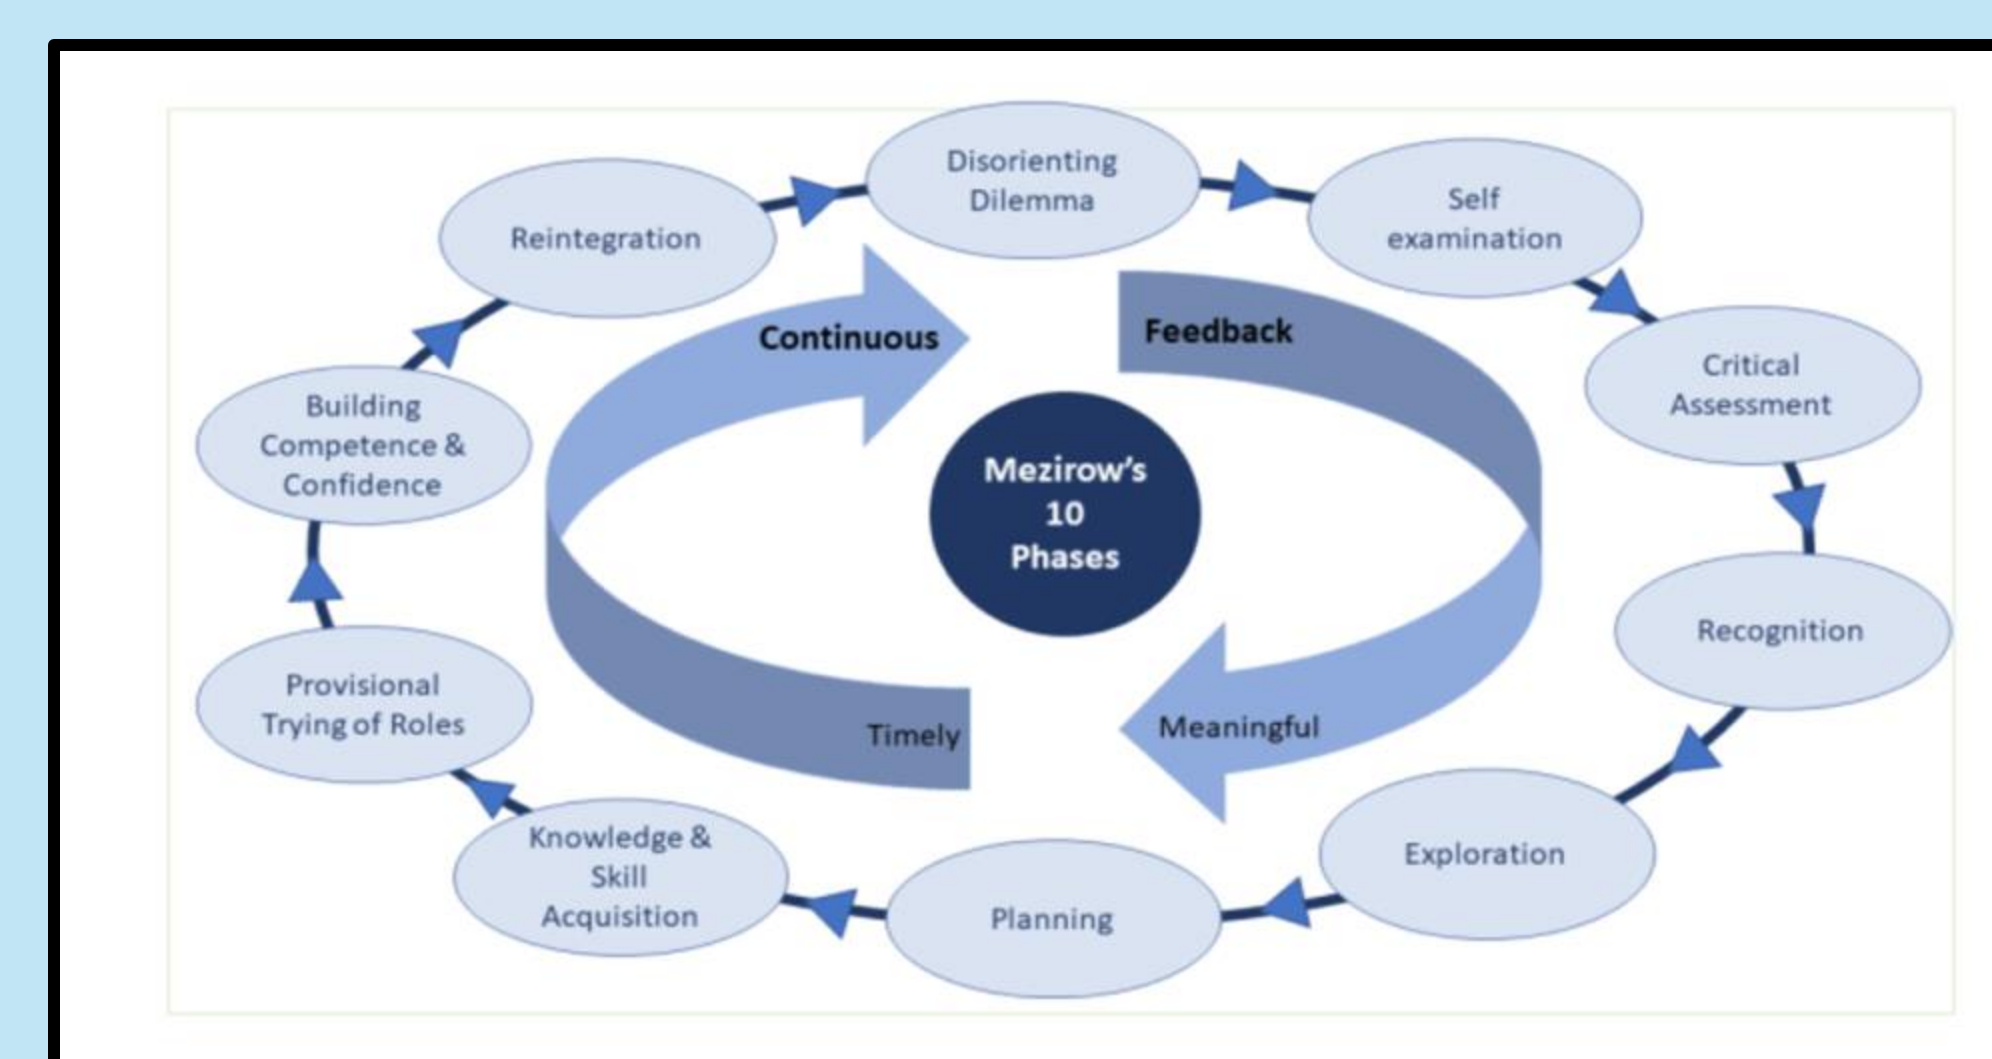 Disorienting
Dilemma
Self
examination
Critical
Assessment
Recognition
Exploration
Planning
Knowledge &
Skill
Acquisition
Provisional
Trying of Roles
Building
Competence &
Confidence
Reintegration
Continuous
Feedback
Meaningful
Timely
Mezirow’s
10
Phases